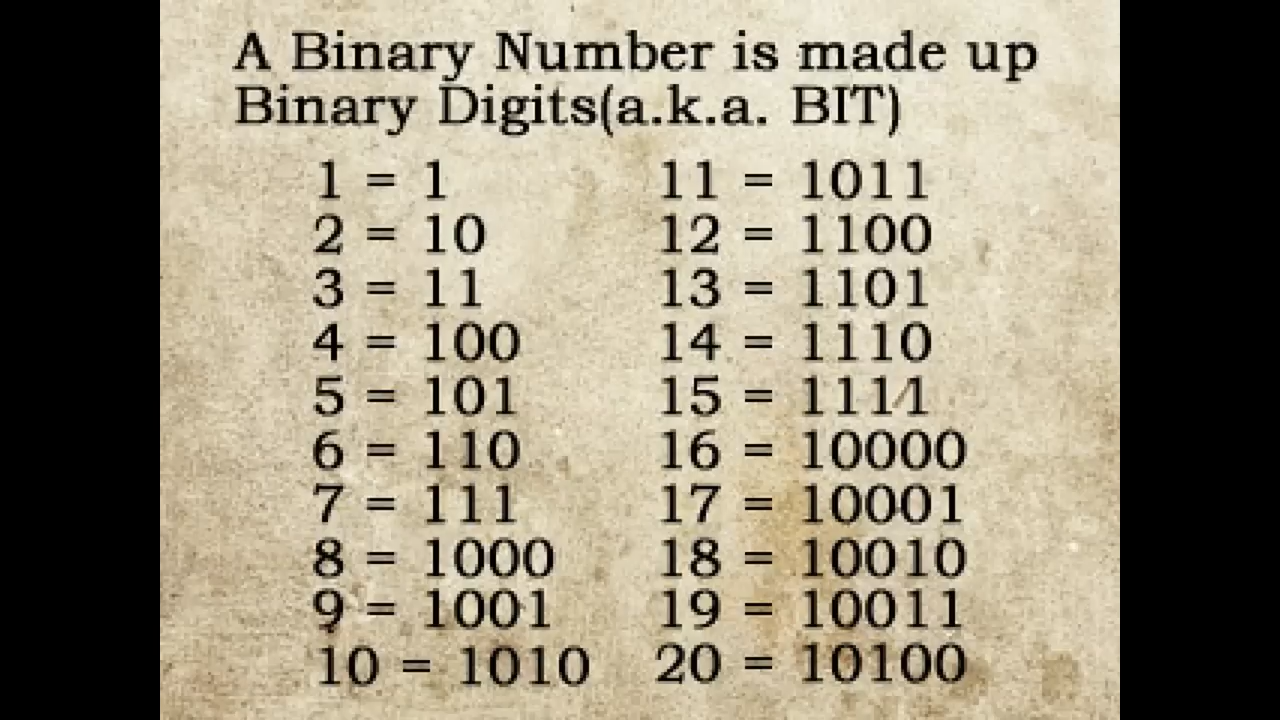 A Binary Number is made up
Binary Digits(a.k.a. BIT)
1 = 1
2 = 10
3 = 11
4 = 100
5 = 101
6 = 110
7 = 111
8 = 1000
9 = 1001
10 = 1010
11 = 1011
12 = 1100
13 = 1101
14 = 1110
15 = 1111
16 = 10000
17 = 10001
18 = 10010
19 = 10011
20 = 10100